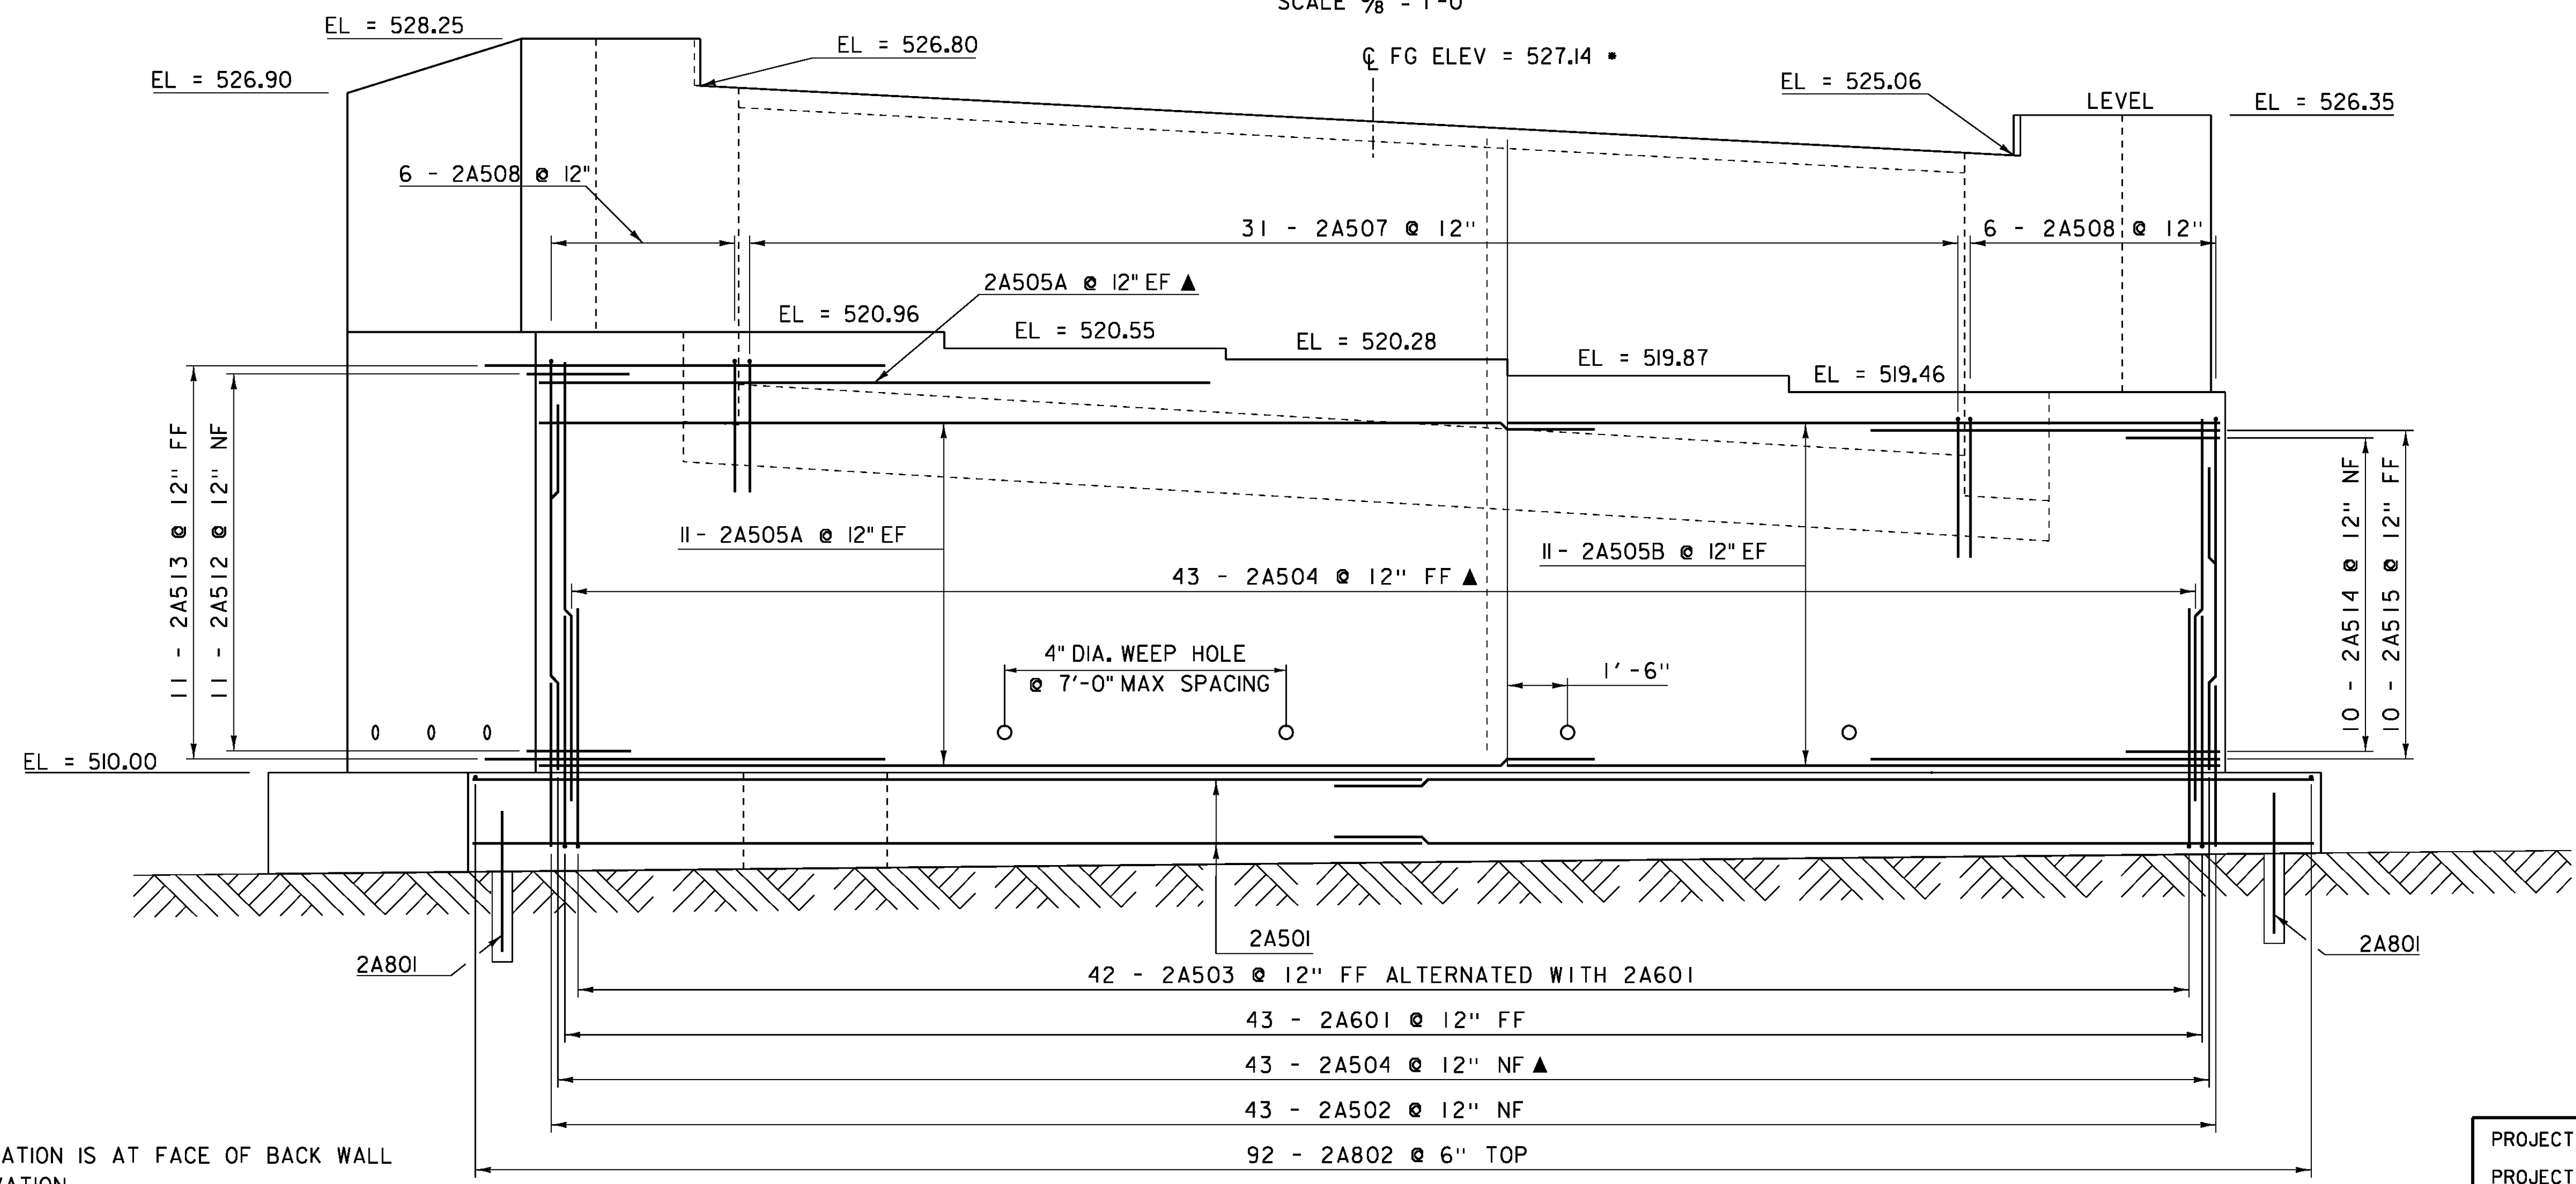 SCALE 3/8 - 1'-0
EL = 528.25
EL = 526.80
℄ FG ELEV = 527.14 *
EL = 526.90
EL = 525.06
LEVEL
EL = 526.35
6 - 2A508 @ 12"
31 - 2A507 @ 12"
6 - 2A508 @ 12"
2A505A @ 12" EF ▲
EL = 520.96
EL = 520.55
EL = 520.28
EL = 519.87
EL = 519.46
11 - 2A513 @ 12" FF
11 - 2A512 @ 12" NF
11 - 2A505A @ 12" EF
11 - 2A505B @ 12" EF
10 - 2A514 @ 12" NF
10 - 2A515 @ 12" FF
43 - 2A504 @ 12" FF ▲
4" DIA. WEEP HOLE
@ 7'-0" MAX SPACING
1'-6"
EL = 510.00
2A501
2A801
2A801
42 - 2A503 @ 12" FF ALTERNATED WITH 2A601
43 - 2A601 @ 12" FF
43 - 2A504 @ 12" NF ▲
43 - 2A502 @ 12" NF
92 - 2A802 @ 6" TOP
ATION IS AT FACE OF BACK WALL
VATION
PROJECT
PROJECT